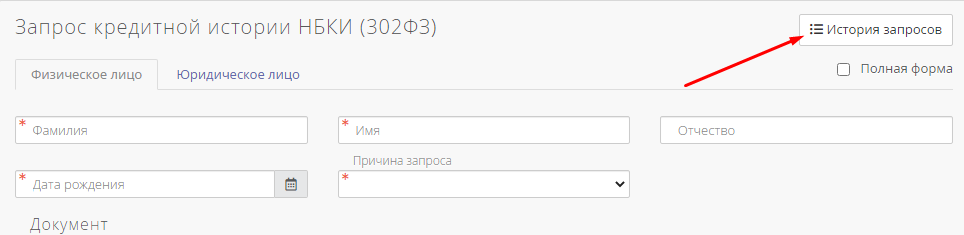 Запрос кредитной истории НБКИ (302ФЗ)
История запросов
Физическое лицо
Юридическое лицо
Полная форма
* Фамилия
* Имя
Отчество
Причина запроса
* Дата рождения
*
Документ